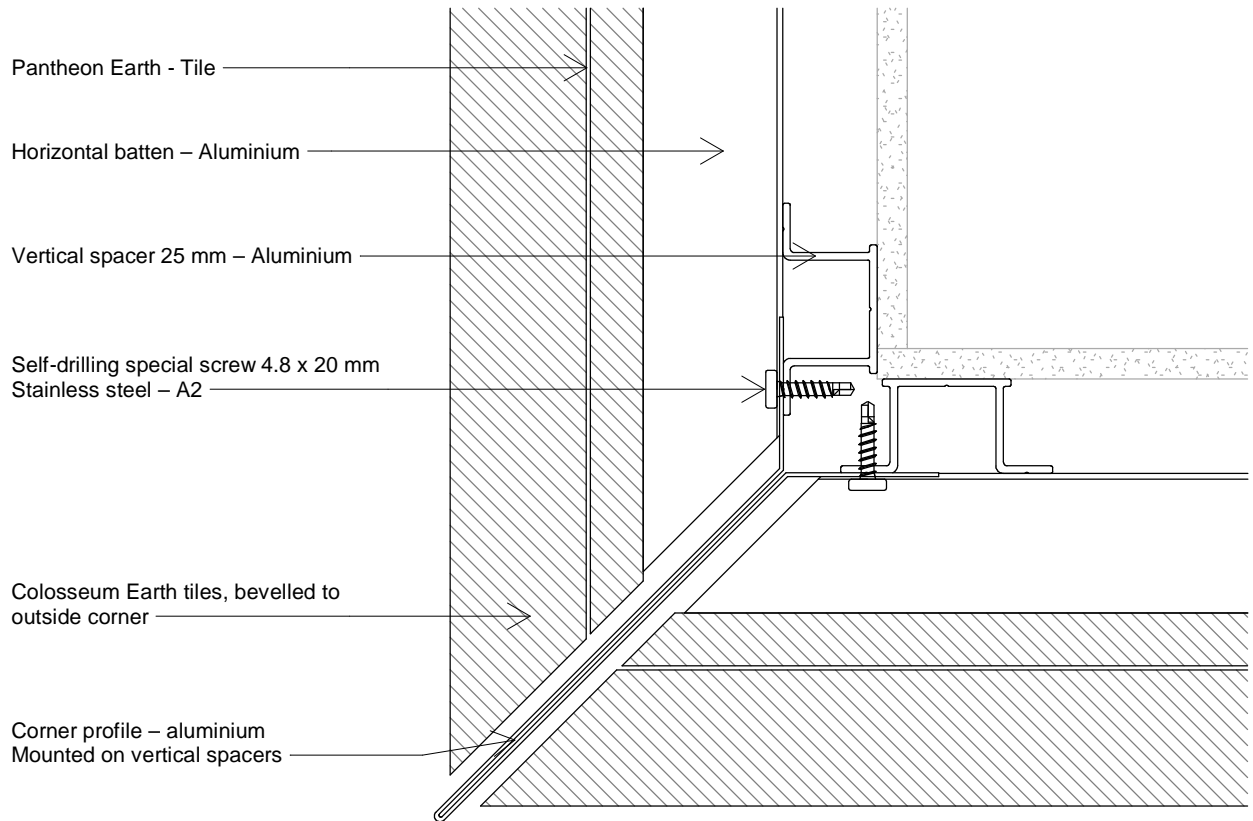 Pantheon Earth - Tile
Horizontal batten – Aluminium
Vertical spacer 25 mm – Aluminium
Self-drilling special screw 4.8 x 20 mm
Stainless steel – A2
Colosseum Earth tiles, bevelled to
outside corner
Corner profile – aluminium
Mounted on vertical spacers